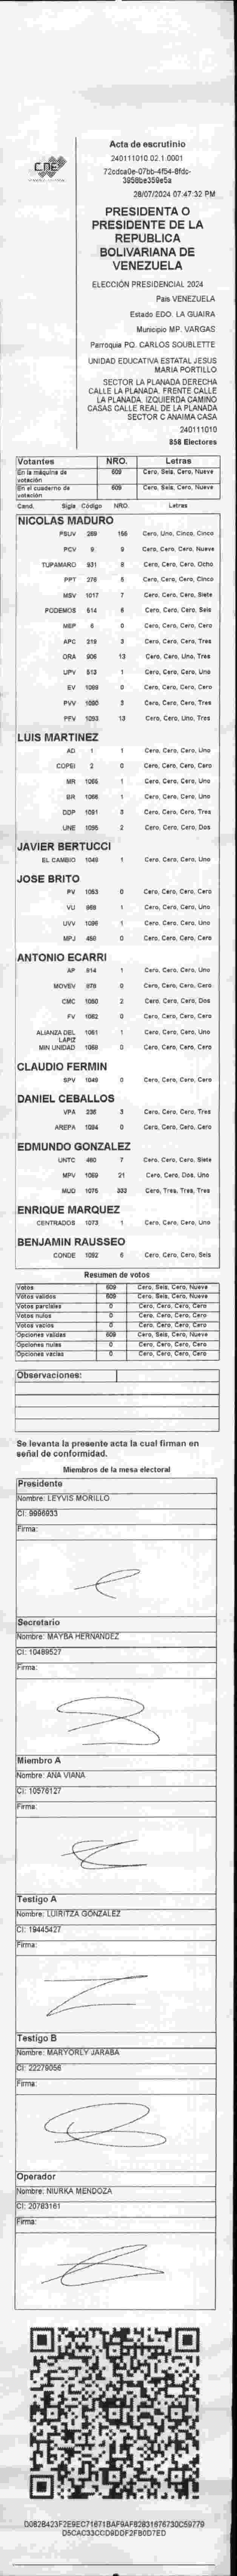 CNE
Acta de escrutinio
240111010.02.1.0001
28/07/2024 07:47:32 PM
PRESIDENTA O
PRESIDENTE DE LA
REPUBLICA
BOLIVARIANA DE
VENEZUELA
ELECCIÓN PRESIDENCIAL 2024
País VENEZUELA
Estado EDO. LA GUAIRA
Municipio MP. VARGAS
Parroquia PQ. CARLOS SOUBLETTE
UNIDAD EDUCATIVA ESTATAL JESUS
MARIA PORTILLO
SECTOR LA PLANADA DERECHA
CALLE LA PLANADA. FRENTE CALLE
LA PLANADA. IZQUIERDA CAMINO
CASAS CALLE REAL DE LA PLANADA
SECTOR C ANAIMA CASA
240111010
858 Electores
Votantes NRO. Letras
En la máquina de votación 609 Cero, Seis, Cero, Nueve
En el cuaderno de votación 609 Cero, Seis, Cero, Nueve
Cand. Sigla Código NRO. Letras
NICOLAS MADURO
PSUV 289 155 Cero, Uno, Cinco, Cinco
PCV 9 9 Cero, Cero, Cero, Nueve
TUPAMARO 931 8 Cero, Cero, Cero, Ocho
PPT 276 5 Cero, Cero, Cero, Cinco
MSV 1017 7 Cero, Cero, Cero, Siete
PODEMOS 614 6 Cero, Cero, Cero, Seis
MEP 6 0 Cero, Cero, Cero, Cero
APC 219 3 Cero, Cero, Cero, Tres
ORA 906 13 Cero, Cero, Uno, Tres
UPV 513 1 Cero, Cero, Cero, Uno
EV 1089 0 Cero, Cero, Cero, Cero
PVV 1090 3 Cero, Cero, Cero, Tres
PFV 1093 13 Cero, Cero, Uno, Tres
LUIS MARTINEZ
AD 1 1 Cero, Cero, Cero, Uno
COPEI 2 0 Cero, Cero, Cero, Cero
MR 1065 1 Cero, Cero, Cero, Uno
BR 1066 1 Cero, Cero, Cero, Uno
DDP 1091 3 Cero, Cero, Cero, Tres
UNE 1095 2 Cero, Cero, Cero, Dos
JAVIER BERTUCCI
EL CAMBIO 1049 1 Cero, Cero, Cero, Uno
JOSE BRITO
PV 1053 0 Cero, Cero, Cero, Cero
VU 968 1 Cero, Cero, Cero, Uno
UVV 1096 1 Cero, Cero, Cero, Uno
MPJ 456 0 Cero, Cero, Cero, Cero
ANTONIO ECARRI
AP 914 1 Cero, Cero, Cero, Uno
MOVEV 978 0 Cero, Cero, Cero, Cero
CMC 1050 2 Cero, Cero, Cero, Dos
FV 1062 0 Cero, Cero, Cero, Cero
ALIANZA DEL LAPIZ 1061 1 Cero, Cero, Cero, Uno
MIN UNIDAD 1068 0 Cero, Cero, Cero, Cero
CLAUDIO FERMIN
SPV 1049 0 Cero, Cero, Cero, Cero
DANIEL CEBALLOS
VPA 236 3 Cero, Cero, Cero, Tres
AREPA 1094 0 Cero, Cero, Cero, Cero
EDMUNDO GONZALEZ
UNTC 460 7 Cero, Cero, Cero, Siete
MPV 1069 21 Cero, Cero, Dos, Uno
MUD 1075 333 Cero, Tres, Tres, Tres
ENRIQUE MARQUEZ
CENTRADOS 1073 1 Cero, Cero, Cero, Uno
BENJAMIN RAUSSEO
CONDE 1092 6 Cero, Cero, Cero, Seis
Resumen de votos
Votos 609 Cero, Seis, Cero, Nueve
Votos validos 609 Cero, Seis, Cero, Nueve
Votos parciales 0 Cero, Cero, Cero, Cero
Votos nulos 0 Cero, Cero, Cero, Cero
Votos vacios 0 Cero, Cero, Cero, Cero
Opciones validas 609 Cero, Seis, Cero, Nueve
Opciones nulas 0 Cero, Cero, Cero, Cero
Opciones vacias 0 Cero, Cero, Cero, Cero
Observaciones:
Se levanta la presente acta la cual firman en
señal de conformidad.
Miembros de la mesa electoral
Presidente
Nombre: LEYVIS MORILLO
CI: 9996933
Firma:
Secretario
Nombre: MAYBA HERNANDEZ
CI: 10489527
Firma:
Miembro A
Nombre: ANA VIANA
CI: 10576127
Firma:
Testigo A
Nombre: LUIRITZA GONZALEZ
CI: 19445427
Firma:
Testigo B
Nombre: MARYORLY JARABA
CI: 22279056
Firma:
Operador
Nombre: NIURKA MENDOZA
CI: 20783161
Firma: